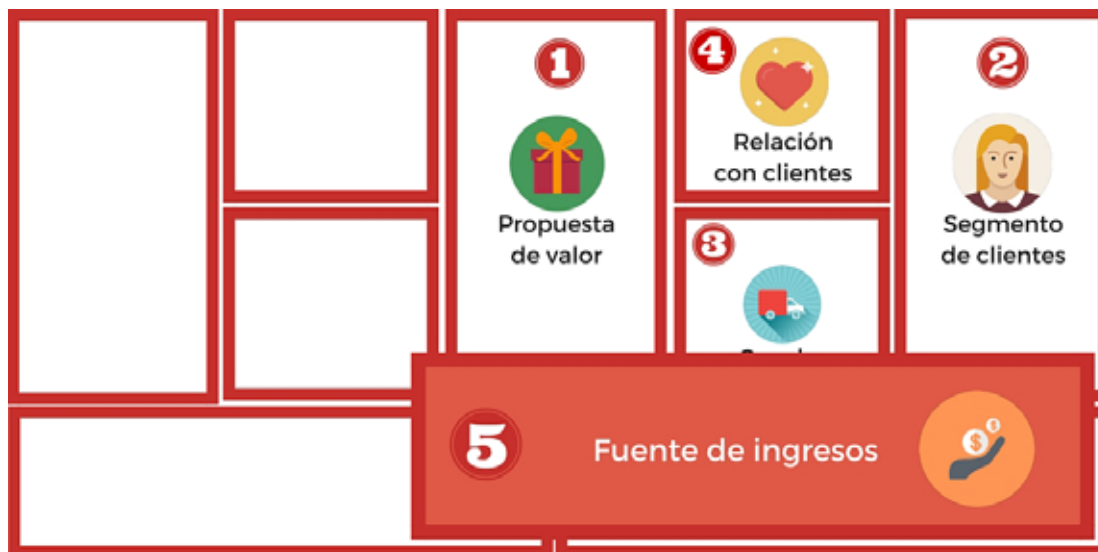 1
Propuesta
de valor
4
Relación
con clientes
3
2
Segmento
de clientes
5
Fuente de ingresos
$
$